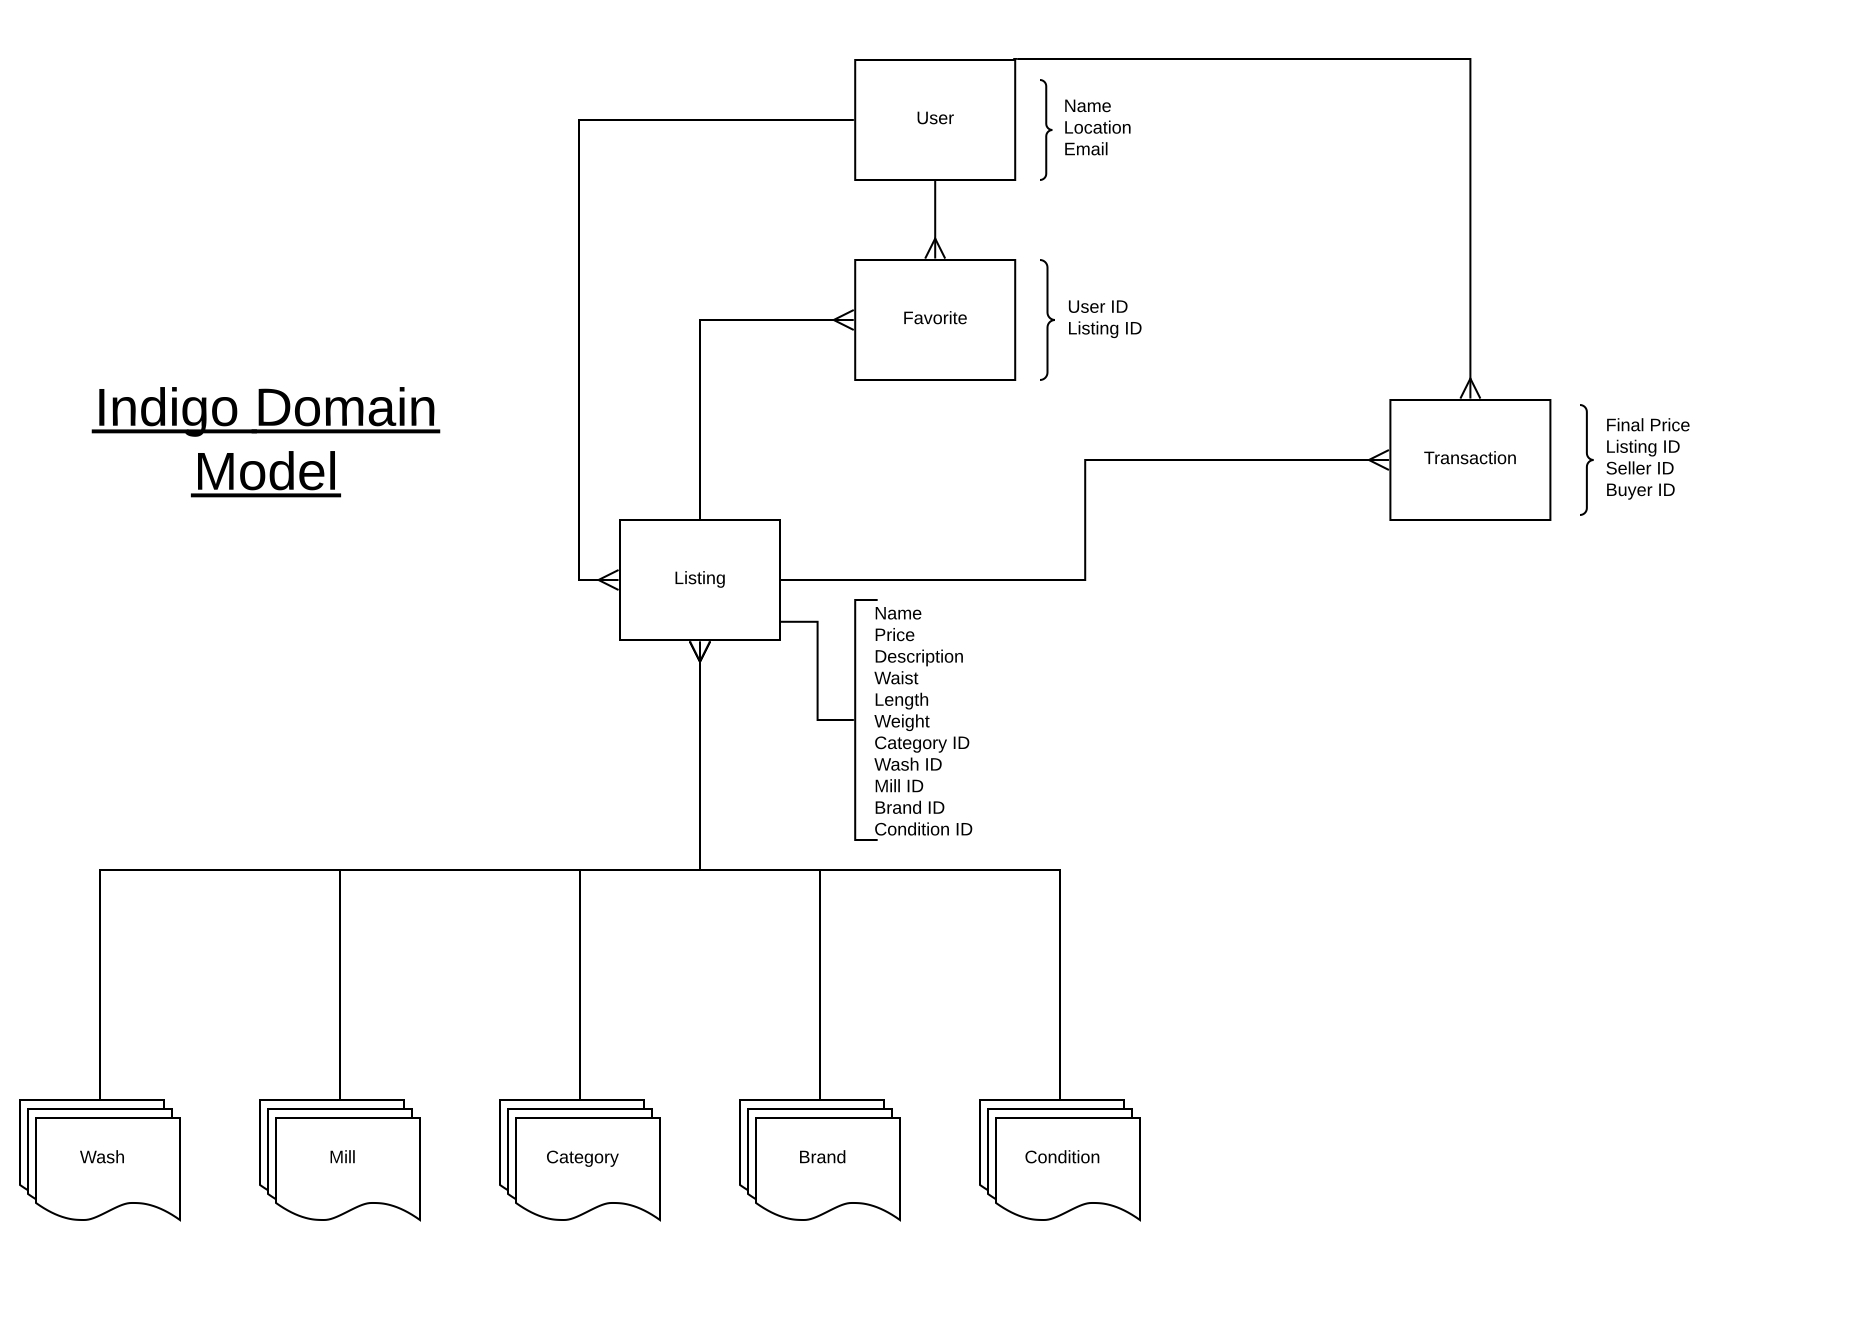 Indigo Domain
Model
User
Name
Location
Email
Favorite
User ID
Listing ID
Transaction
Final Price
Listing ID
Seller ID
Buyer ID
Listing
Name
Price
Description
Waist
Length
Weight
Category ID
Wash ID
Mill ID
Brand ID
Condition ID
Wash
Mill
Category
Brand
Condition